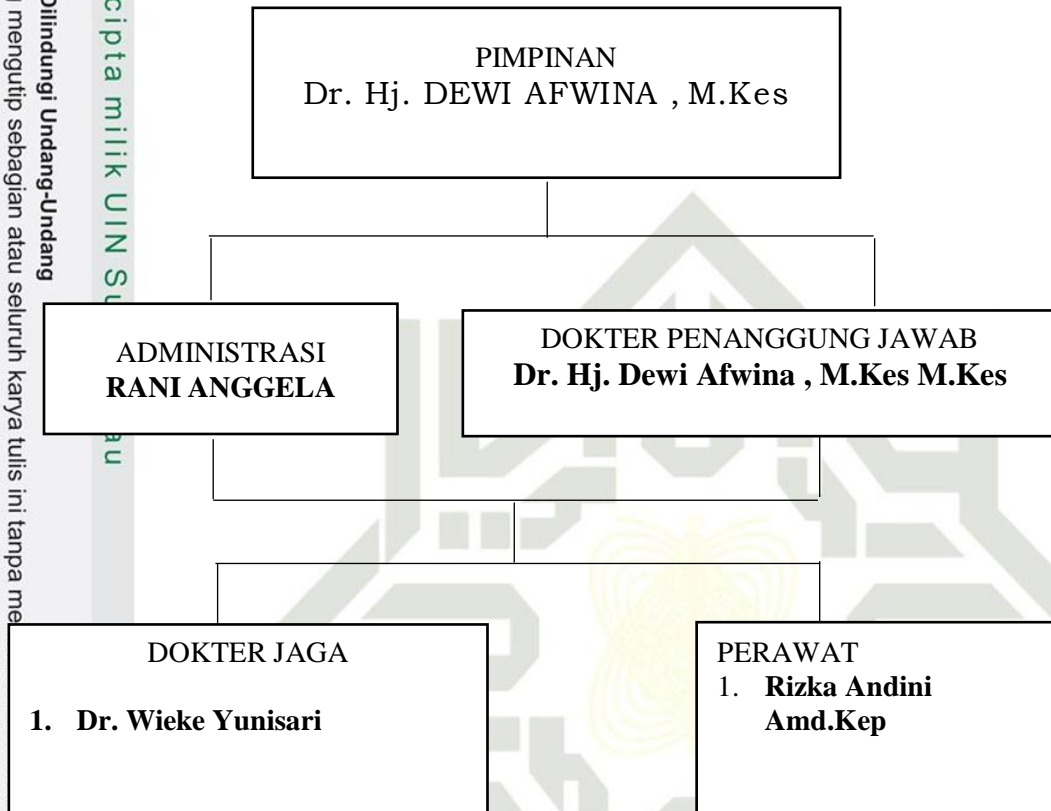 cipta milik UIN Su
au
Dilindungi Undang-Undang
mengutip sebagian atau seluruh karya tulis ini tanpa me
PIMPINAN
Dr. Hj. DEWI AFWINA , M.Kes
ADMINISTRASI
RANI ANGGELA
DOKTER PENANGGUNG JAWAB
Dr. Hj. Dewi Afwina , M.Kes M.Kes
DOKTER JAGA
1. Dr. Wieke Yunisari
PERAWAT
1. Rizka Andini
Amd.Kep